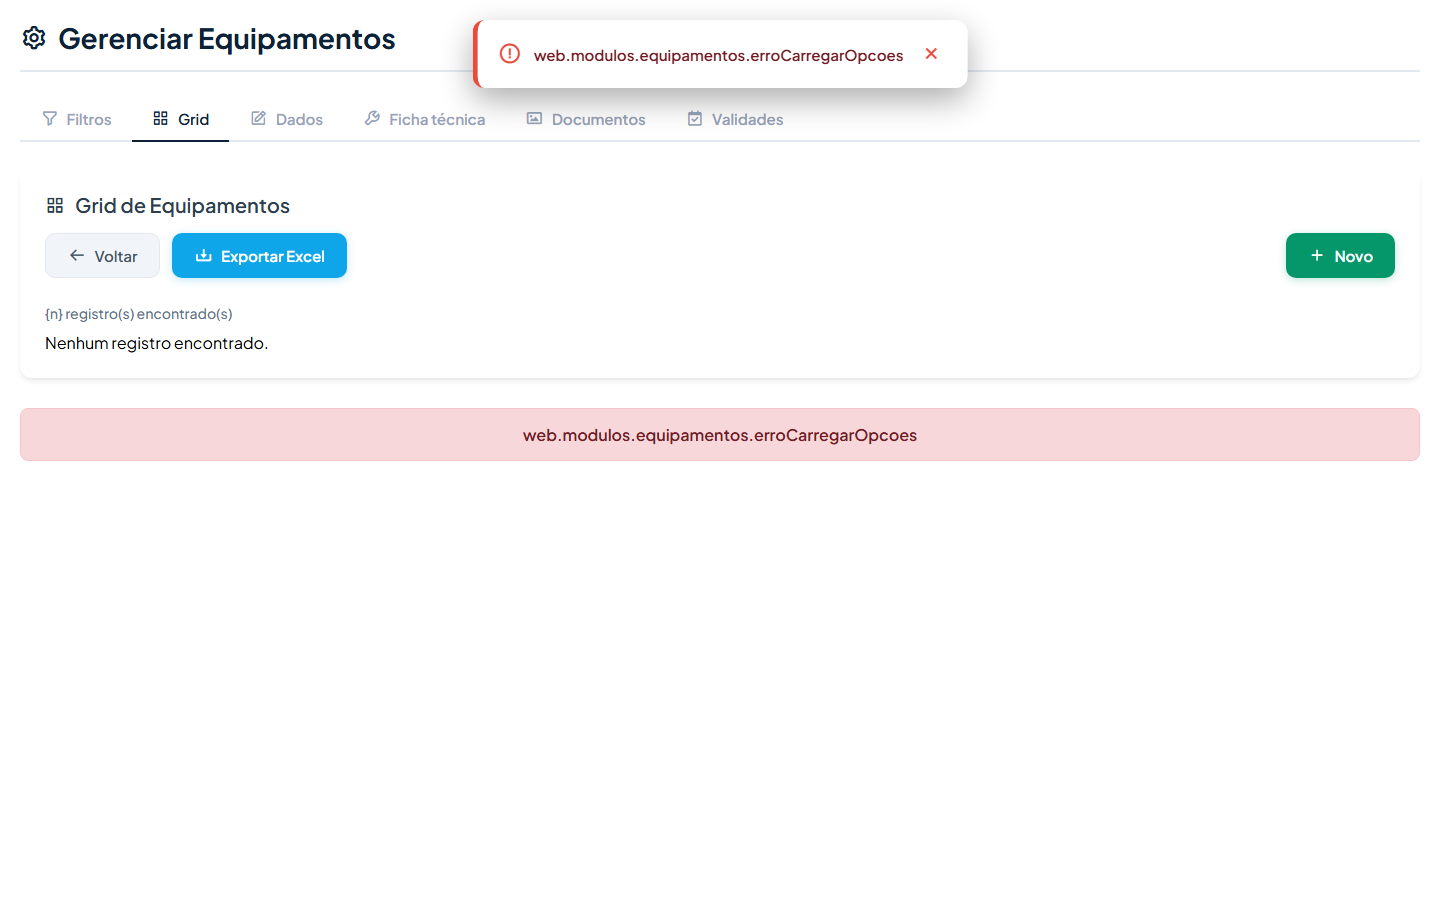 Gerenciar Equipamentos
web.modulos.equipamentos.erroCarregarOpcoes
Filtros
Grid
Dados
Ficha técnica
Documentos
Validades
Grid de Equipamentos
Voltar
Exportar Excel
Novo
{n} registro(s) encontrado(s)
Nenhum registro encontrado.
web.modulos.equipamentos.erroCarregarOpcoes